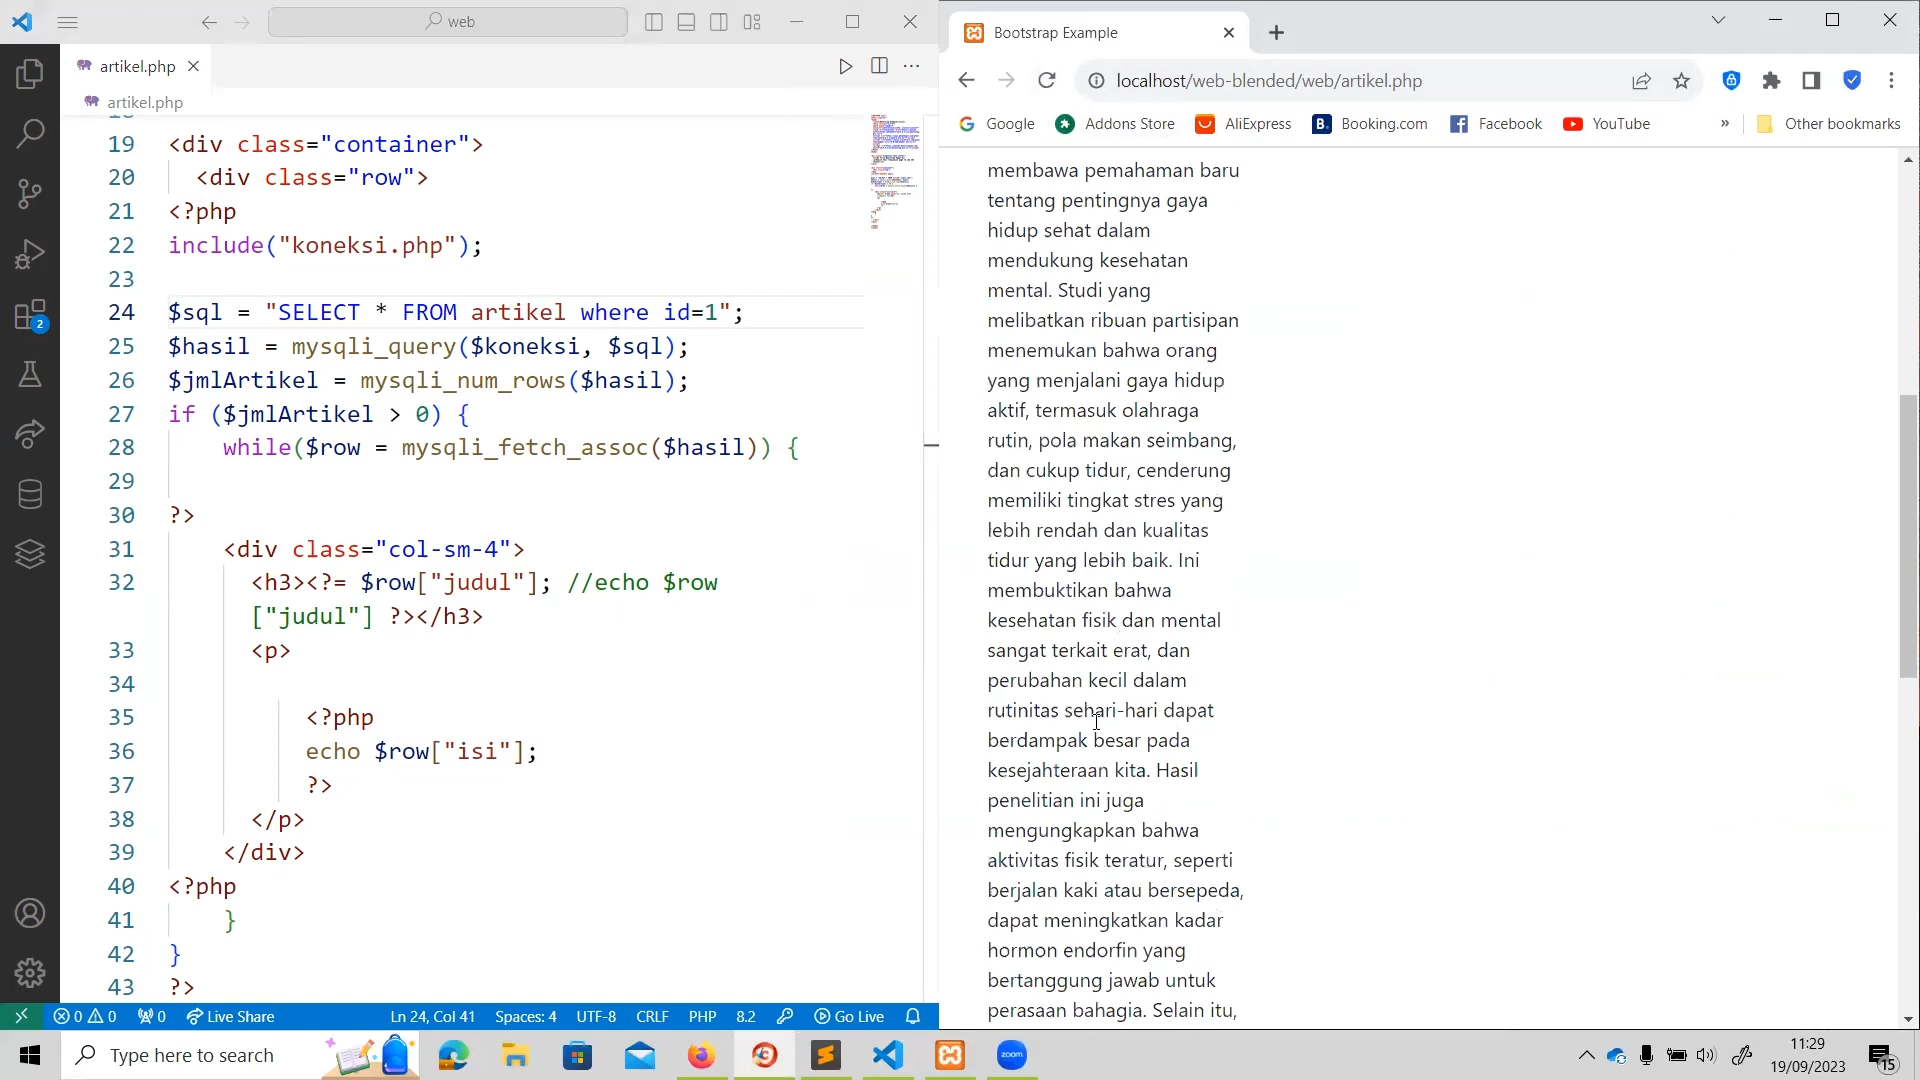 web
artikel.php
artikel.php
19 <div class="container">
20 <div class="row">
21 <?php
22 include("koneksi.php");
23
24 $sql = "SELECT * FROM artikel where id=1";
25 $hasil = mysqli_query($koneksi, $sql);
26 $jmlArtikel = mysqli_num_rows($hasil);
27 if ($jmlArtikel > 0) {
28 while($row = mysqli_fetch_assoc($hasil)) {
29
30 ?>
31 <div class="col-sm-4">
32 <h3><?= $row["judul"]; //echo $row
["judul"] ?></h3>
33 <p>
34
35 <?php
36 echo $row["isi"];
37 ?>
38 </p>
39 </div>
40 <?php
41 }
42 }
43 ?>
2
0 0 0 Live Share Ln 24, Col 41 Spaces: 4 UTF-8 CRLF PHP 8.2 Go Live
Bootstrap Example
localhost/web-blended/web/artikel.php
Google Addons Store AliExpress B. Booking.com Facebook YouTube » Other bookmarks
membawa pemahaman baru
tentang pentingnya gaya
hidup sehat dalam
mendukung kesehatan
mental. Studi yang
melibatkan ribuan partisipan
menemukan bahwa orang
yang menjalani gaya hidup
aktif, termasuk olahraga
rutin, pola makan seimbang,
dan cukup tidur, cenderung
memiliki tingkat stres yang
lebih rendah dan kualitas
tidur yang lebih baik. Ini
membuktikan bahwa
kesehatan fisik dan mental
sangat terkait erat, dan
perubahan kecil dalam
rutinitas sehari-hari dapat
berdampak besar pada
kesejahteraan kita. Hasil
penelitian ini juga
mengungkapkan bahwa
aktivitas fisik teratur, seperti
berjalan kaki atau bersepeda,
dapat meningkatkan kadar
hormon endorfin yang
bertanggung jawab untuk
perasaan bahagia. Selain itu,
Type here to search
zoom
11:29
19/09/2023
15